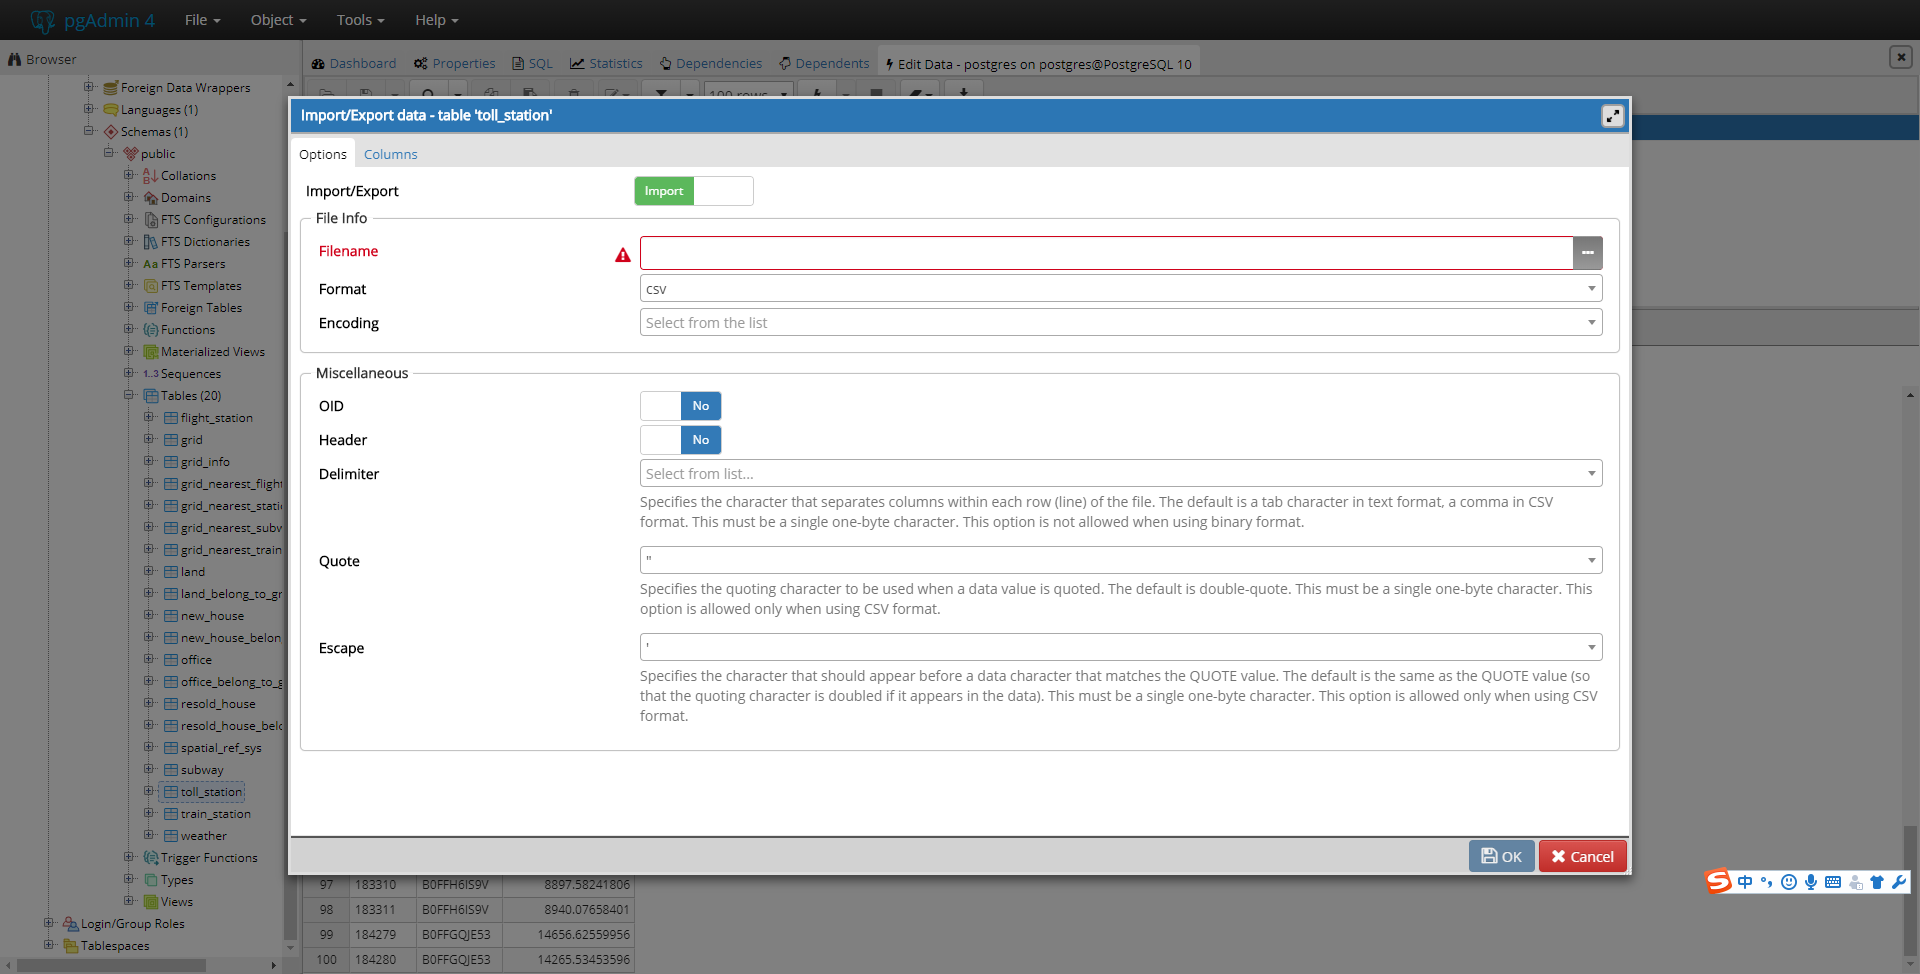 pgAdmin 4
File
Object
Tools
Help
Browser
Dashboard
Properties
SQL
Statistics
Dependencies
Dependents
Edit Data - postgres on postgres@PostgreSQL 10
Foreign Data Wrappers
Languages (1)
Schemas (1)
public
Collations
Domains
FTS Configurations
FTS Dictionaries
FTS Parsers
FTS Templates
Foreign Tables
Functions
Materialized Views
Sequences
Tables (20)
flight_station
grid
grid_info
grid_nearest_flight
grid_nearest_stati
grid_nearest_subw
grid_nearest_train
land
land_belong_to_gr
new_house
new_house_belon
office
office_belong_to_g
resold_house
resold_house_belo
spatial_ref_sys
subway
toll_station
train_station
weather
Trigger Functions
Types
Views
Login/Group Roles
Tablespaces
100 rows
Import/Export data - table 'toll_station'
Options
Columns
Import/Export
Import
File Info
Filename
Format
csv
Encoding
Select from the list
Miscellaneous
OID
No
Header
No
Delimiter
Select from list...
Specifies the character that separates columns within each row (line) of the file. The default is a tab character in text format, a comma in CSV
format. This must be a single one-byte character. This option is not allowed when using binary format.
Quote
"
Specifies the quoting character to be used when a data value is quoted. The default is double-quote. This must be a single one-byte character. This
option is allowed only when using CSV format.
Escape
'
Specifies the character that should appear before a data character that matches the QUOTE value. The default is the same as the QUOTE value (so
that the quoting character is doubled if it appears in the data). This must be a single one-byte character. This option is allowed only when using CSV
format.
OK
Cancel
97 183310 B0FFH6IS9V 8897.58241806
98 183311 B0FFH6IS9V 8940.07658401
99 184279 B0FFGQJE53 14656.62559956
100 184280 B0FFGQJE53 14265.53453596
中